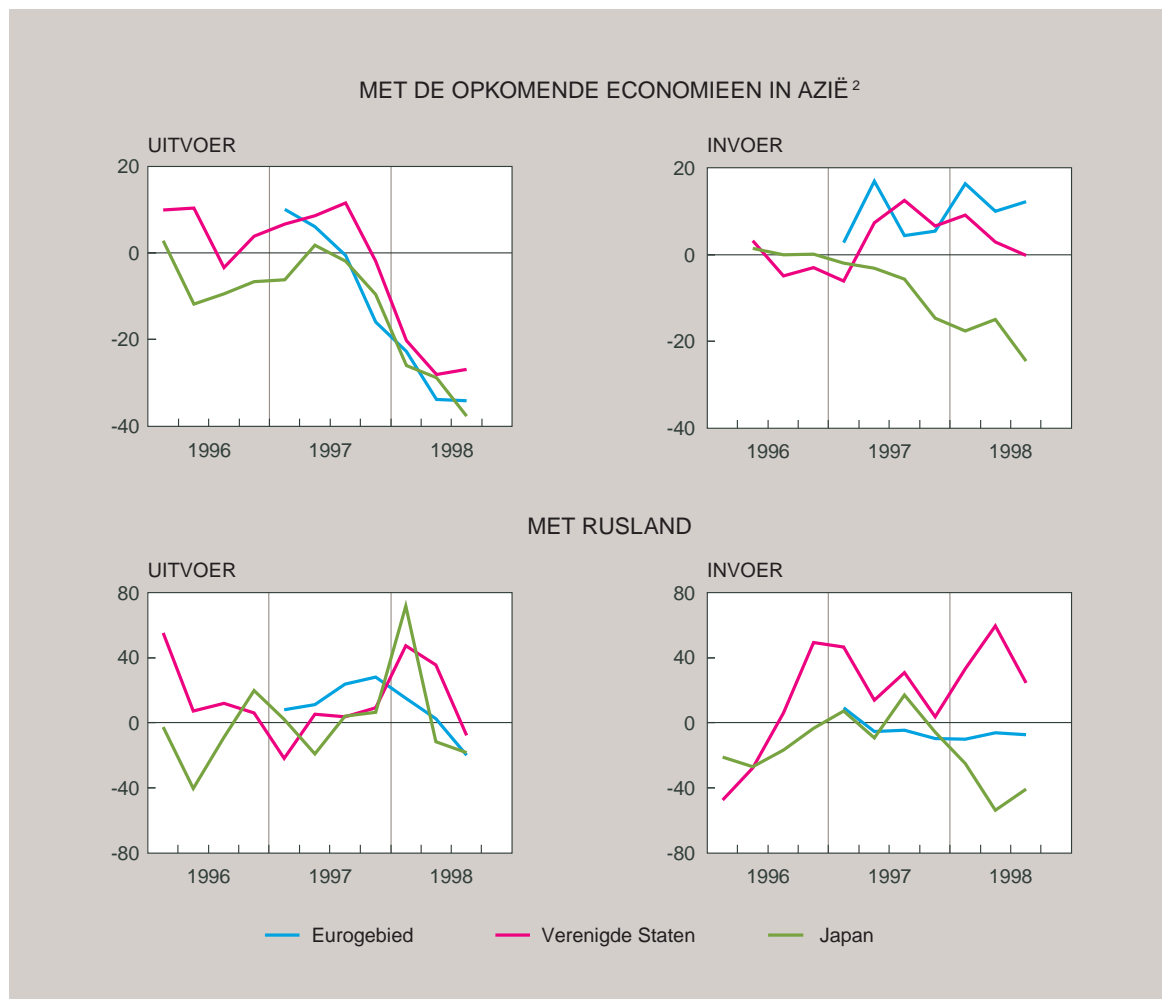 MET DE OPKOMENDE ECONOMIEEN IN AZIË 2
UITVOER
20
0
-20
-40
1996 1997 1998
INVOER
20
0
-20
-40
1996 1997 1998
MET RUSLAND
UITVOER
80
40
0
-40
-80
1996 1997 1998
INVOER
80
40
0
-40
-80
1996 1997 1998
Eurogebied Verenigde Staten Japan